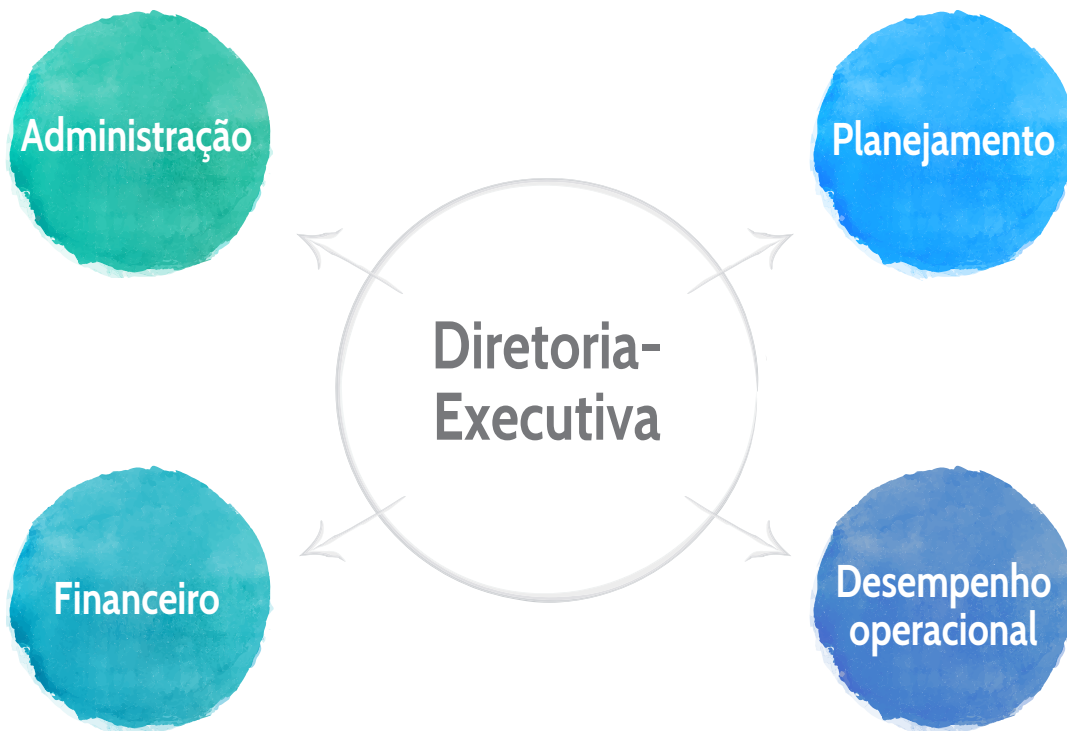 Administração
Planejamento
Diretoria-
Executiva
Financeiro
Desempenho
operacional